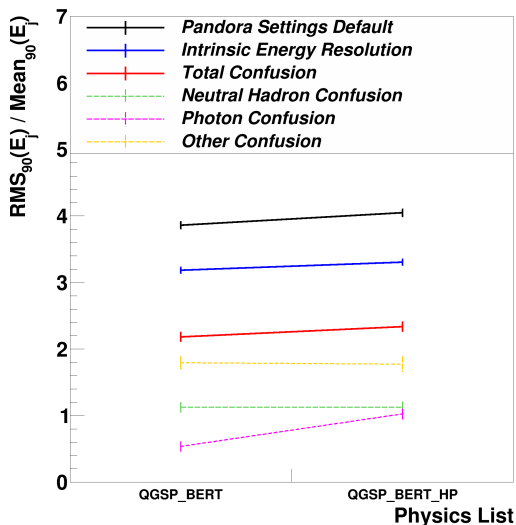 RMS90(Ej) / Mean90(Ej)
7
6
5
4
3
2
1
0
Pandora Settings Default
Intrinsic Energy Resolution
Total Confusion
Neutral Hadron Confusion
Photon Confusion
Other Confusion
QGSP_BERT
QGSP_BERT_HP
Physics List